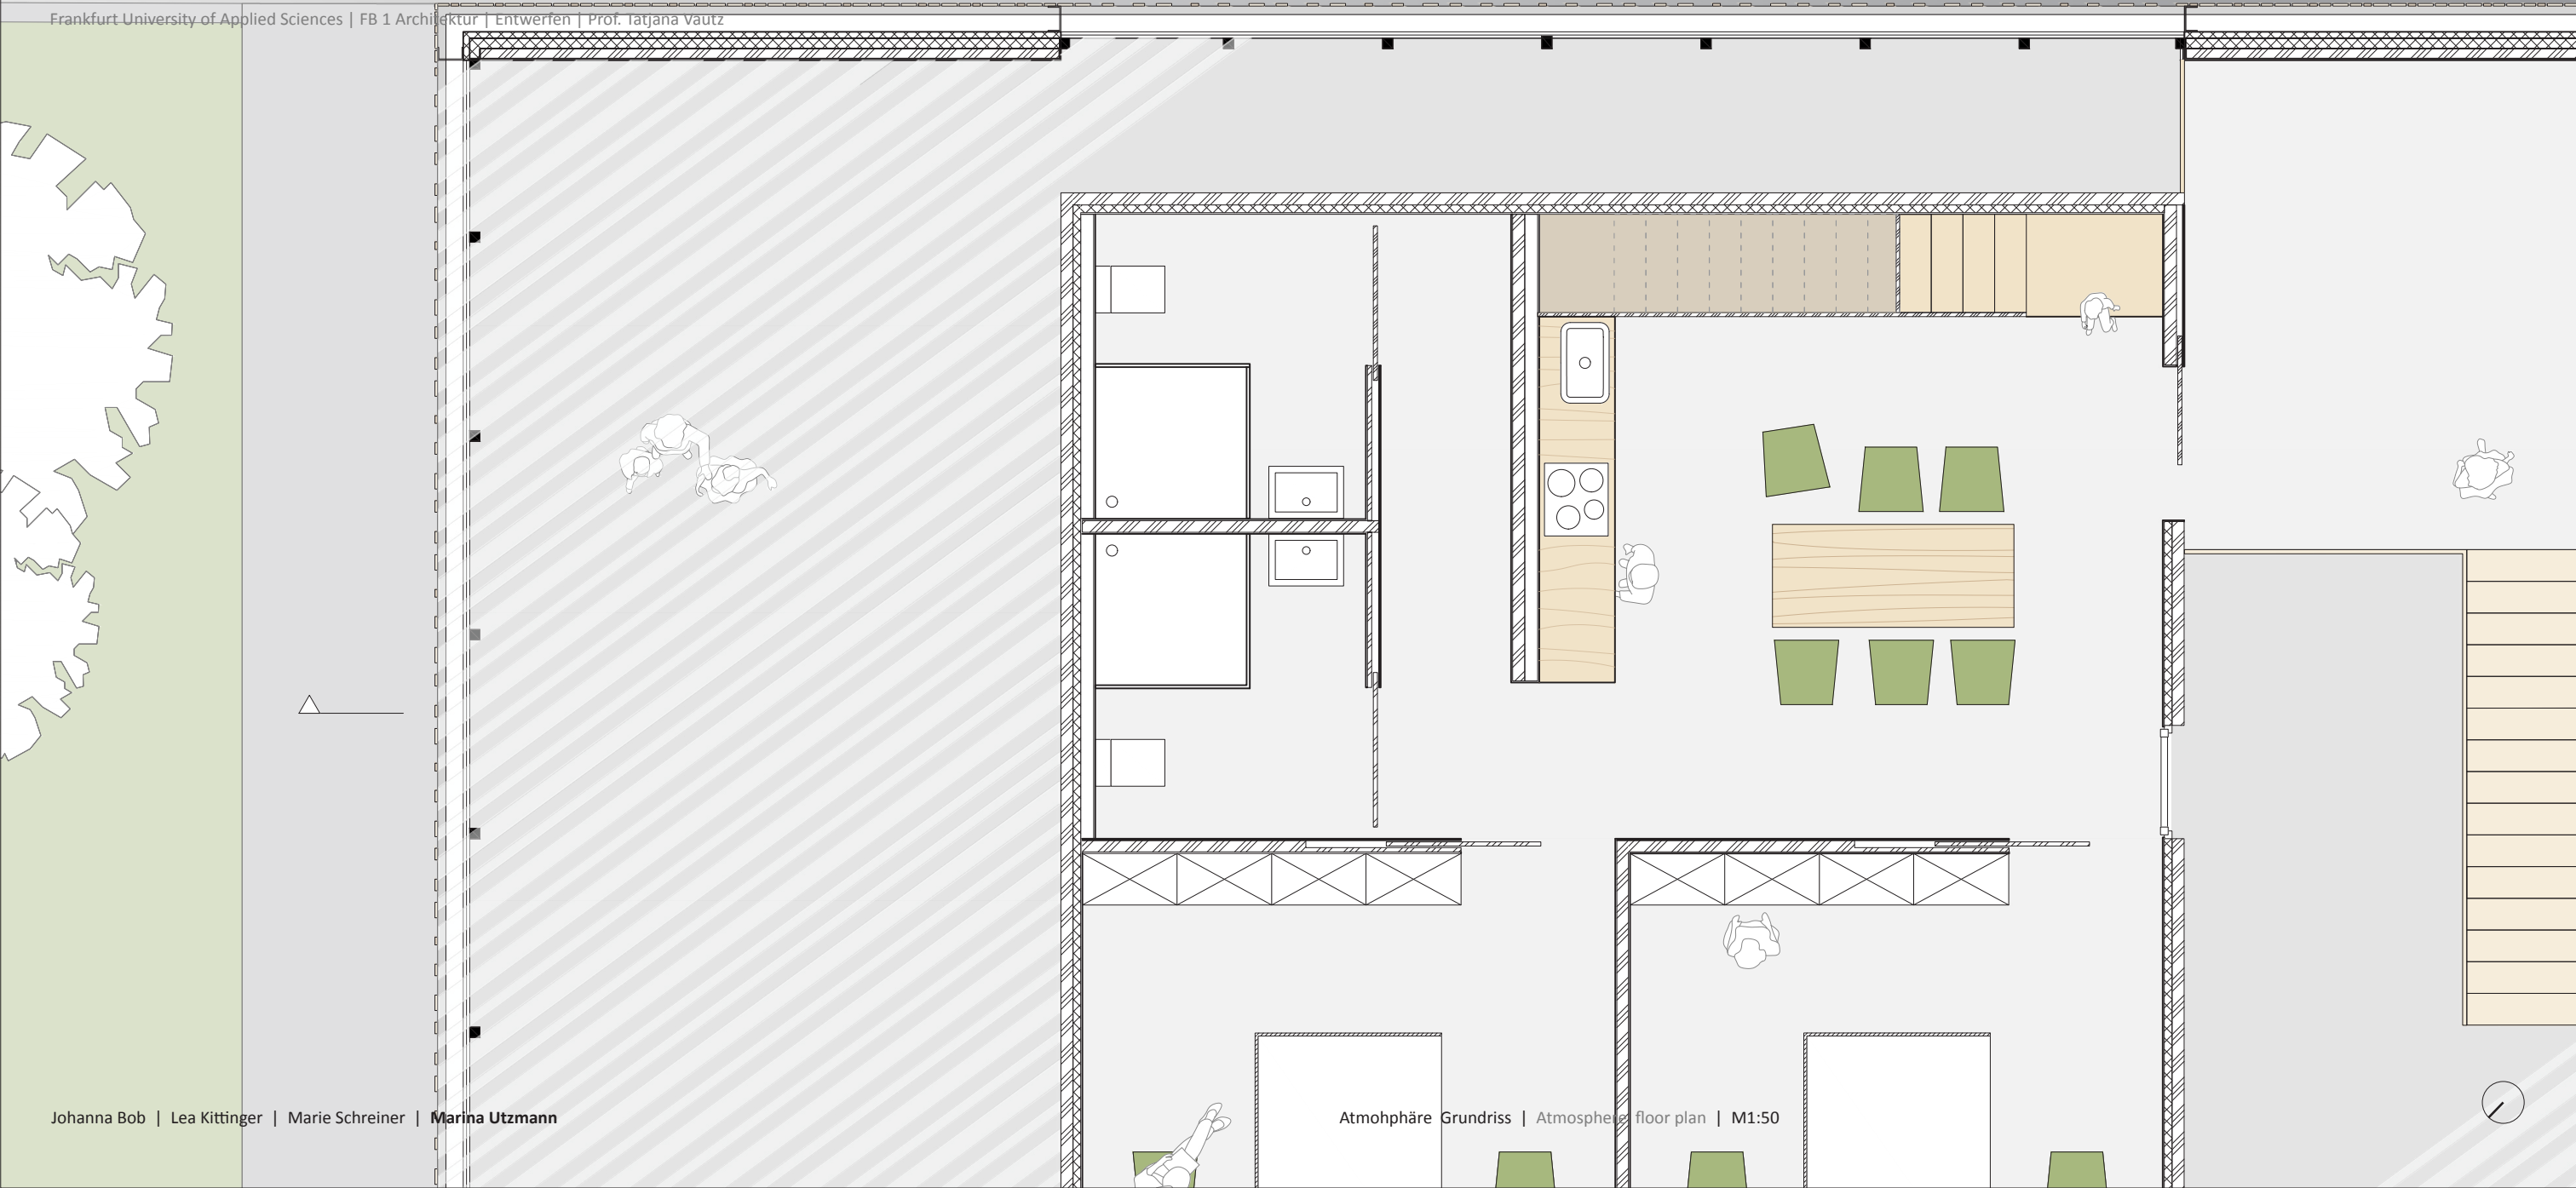 Frankfurt University of Applied Sciences | FB 1 Architektur | Entwerfen | Prof. Tatjana Vautz
Johanna Bob | Lea Kittinger | Marie Schreiner | Marina Utzmann
Atmohphäre Grundriss | Atmosphere floor plan | M1:50